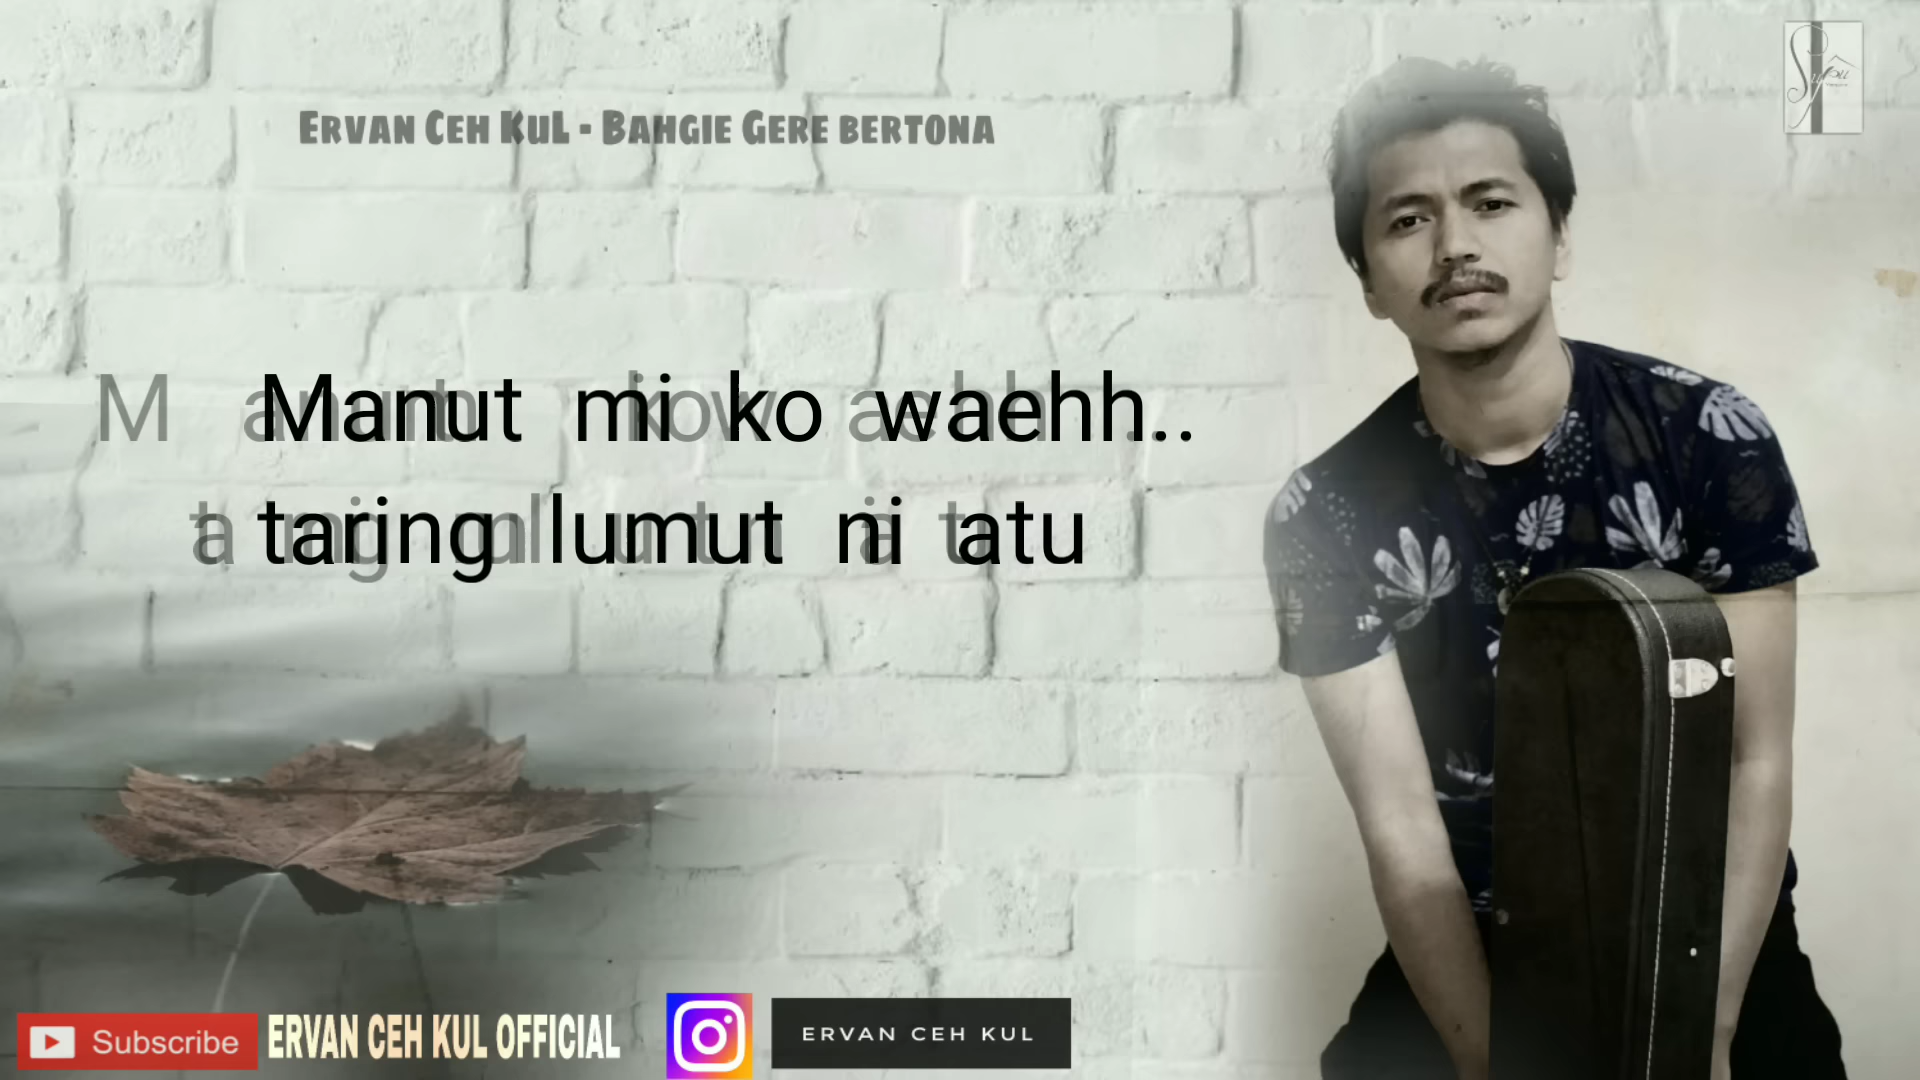 ERVAN CEH KUL - BAHGIE GERE BERTONA
Manut mi ko waehh..
taring lumut ni atu
Subscribe
ERVAN CEH KUL OFFICIAL
ERVAN CEH KUL